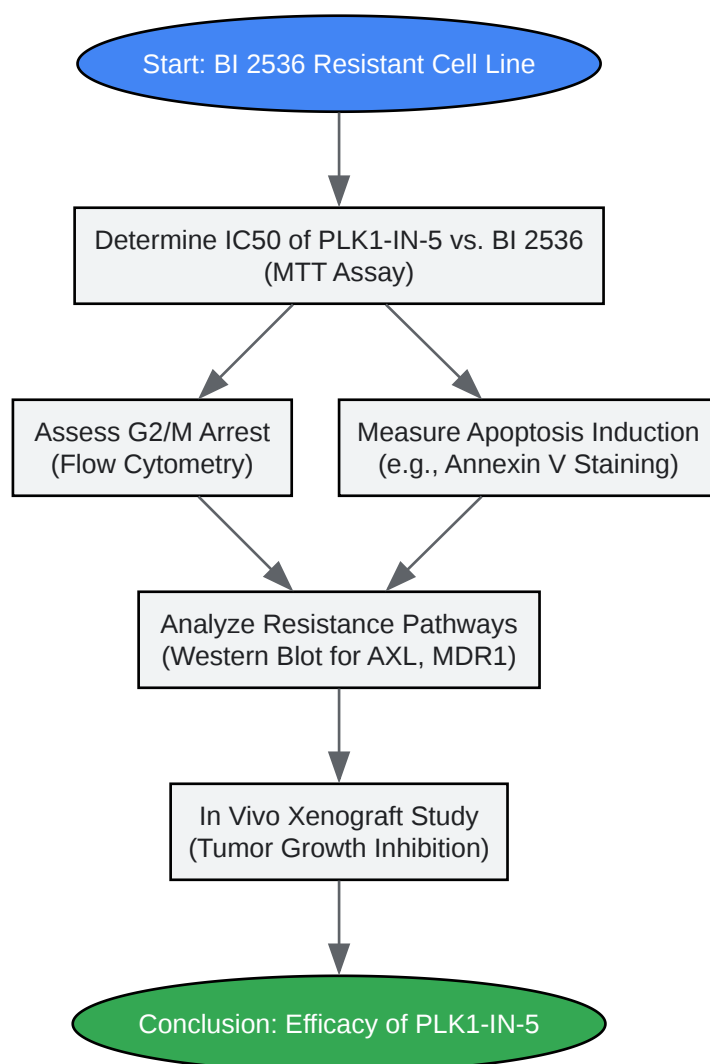 Start: BI 2536 Resistant Cell Line
Determine IC50 of PLK1-IN-5 vs. BI 2536
(MTT Assay)
Assess G2/M Arrest
(Flow Cytometry)
Measure Apoptosis Induction
(e.g., Annexin V Staining)
Analyze Resistance Pathways
(Western Blot for AXL, MDR1)
In Vivo Xenograft Study
(Tumor Growth Inhibition)
Conclusion: Efficacy of PLK1-IN-5